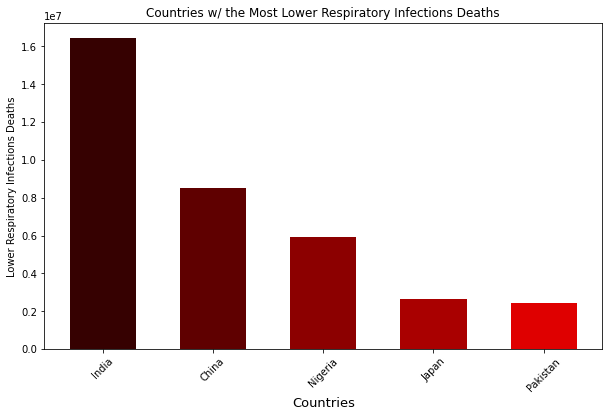 Countries w/ the Most Lower Respiratory Infections Deaths
1e7
1.6
1.4
1.2
1.0
0.8
0.6
0.4
0.2
0.0
Lower Respiratory Infections Deaths
India
China
Nigeria
Japan
Pakistan
Countries